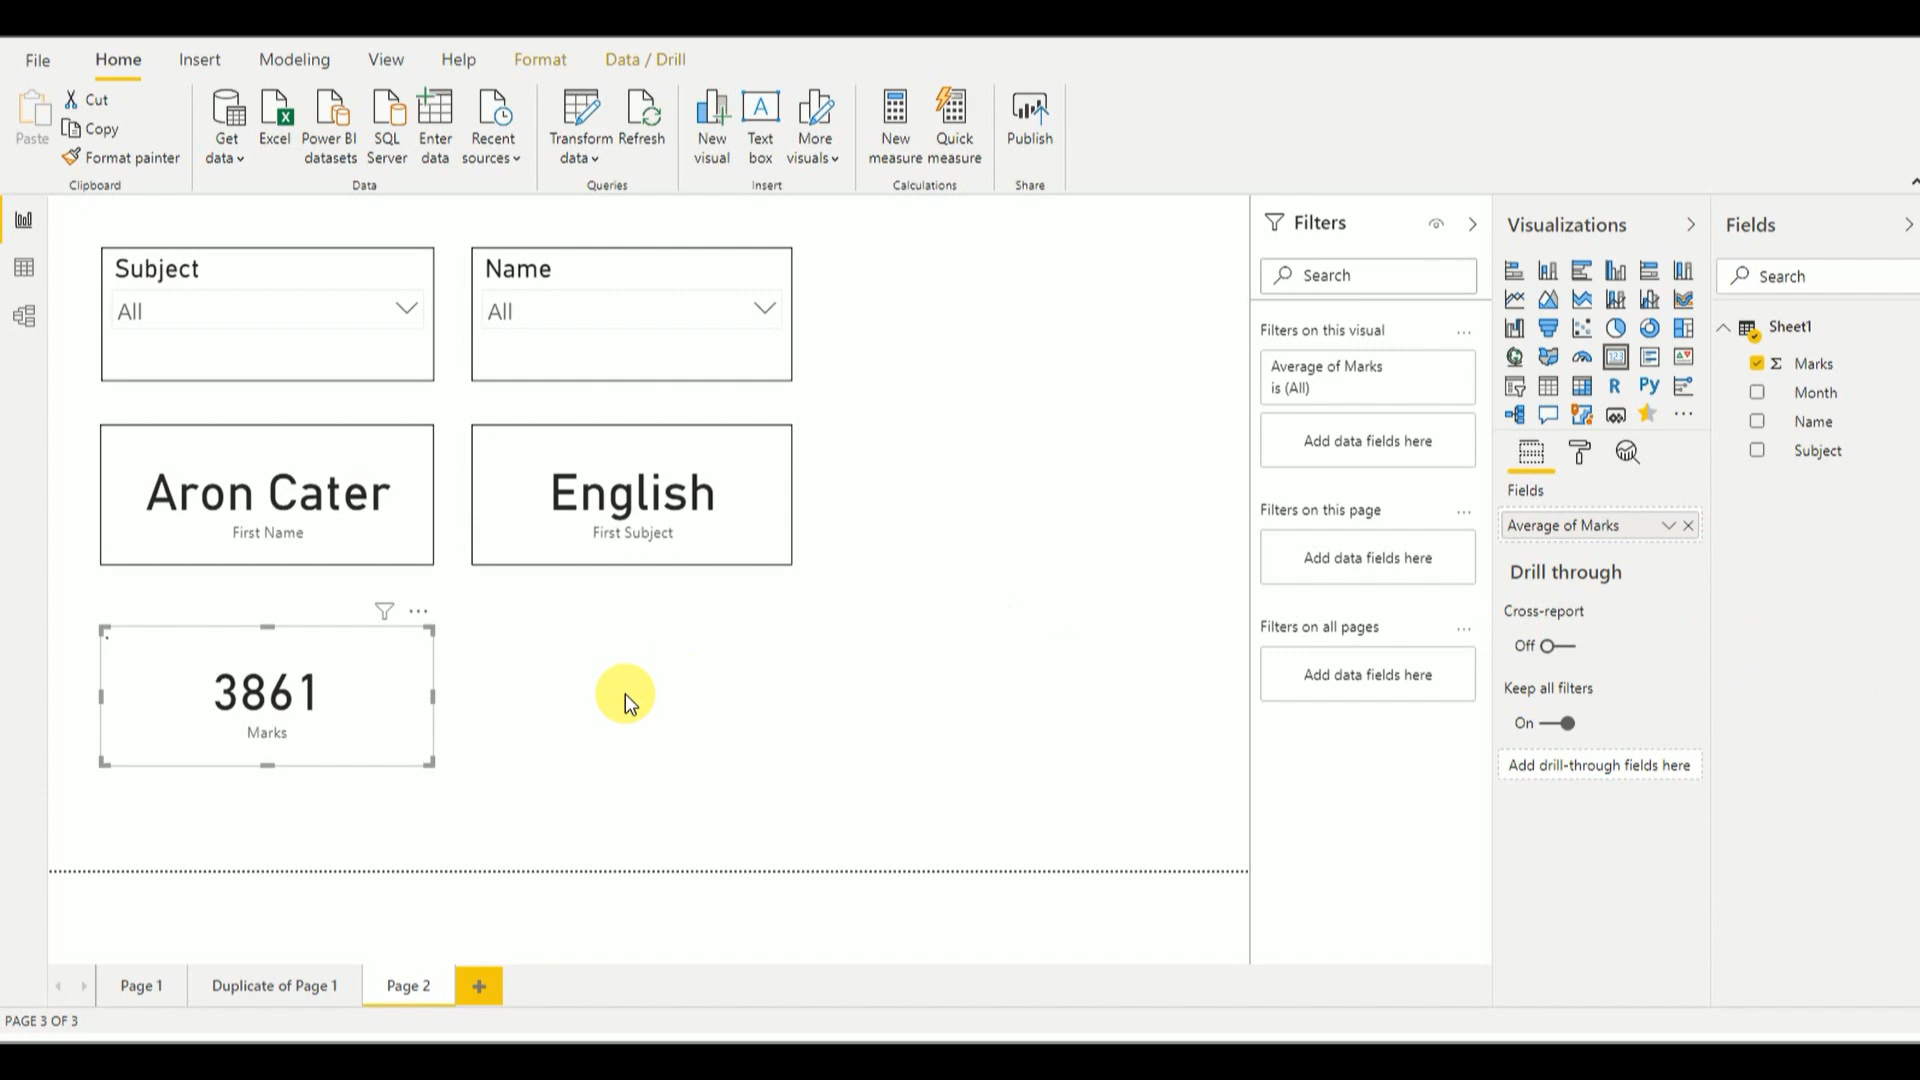 File Home Insert Modeling View Help Format Data / Drill
Paste
Cut
Copy
Format painter
Clipboard
Get data
Excel
Power BI datasets
SQL Server
Enter data
Recent sources
Data
Transform data
Refresh
Queries
New visual
Text box
More visuals
Insert
New measure
Quick measure
Calculations
Publish
Share
Subject
All
Name
All
Aron Cater
First Name
English
First Subject
3861
Marks
Filters
Search
Filters on this visual ...
Average of Marks
is (All)
Add data fields here
Filters on this page ...
Add data fields here
Filters on all pages ...
Add data fields here
Visualizations
R
Py
123
...
Fields
Average of Marks
Drill through
Cross-report
Off
Keep all filters
On
Add drill-through fields here
Fields
Search
Sheet1
Σ Marks
Month
Name
Subject
Page 1
Duplicate of Page 1
Page 2
+
PAGE 3 OF 3